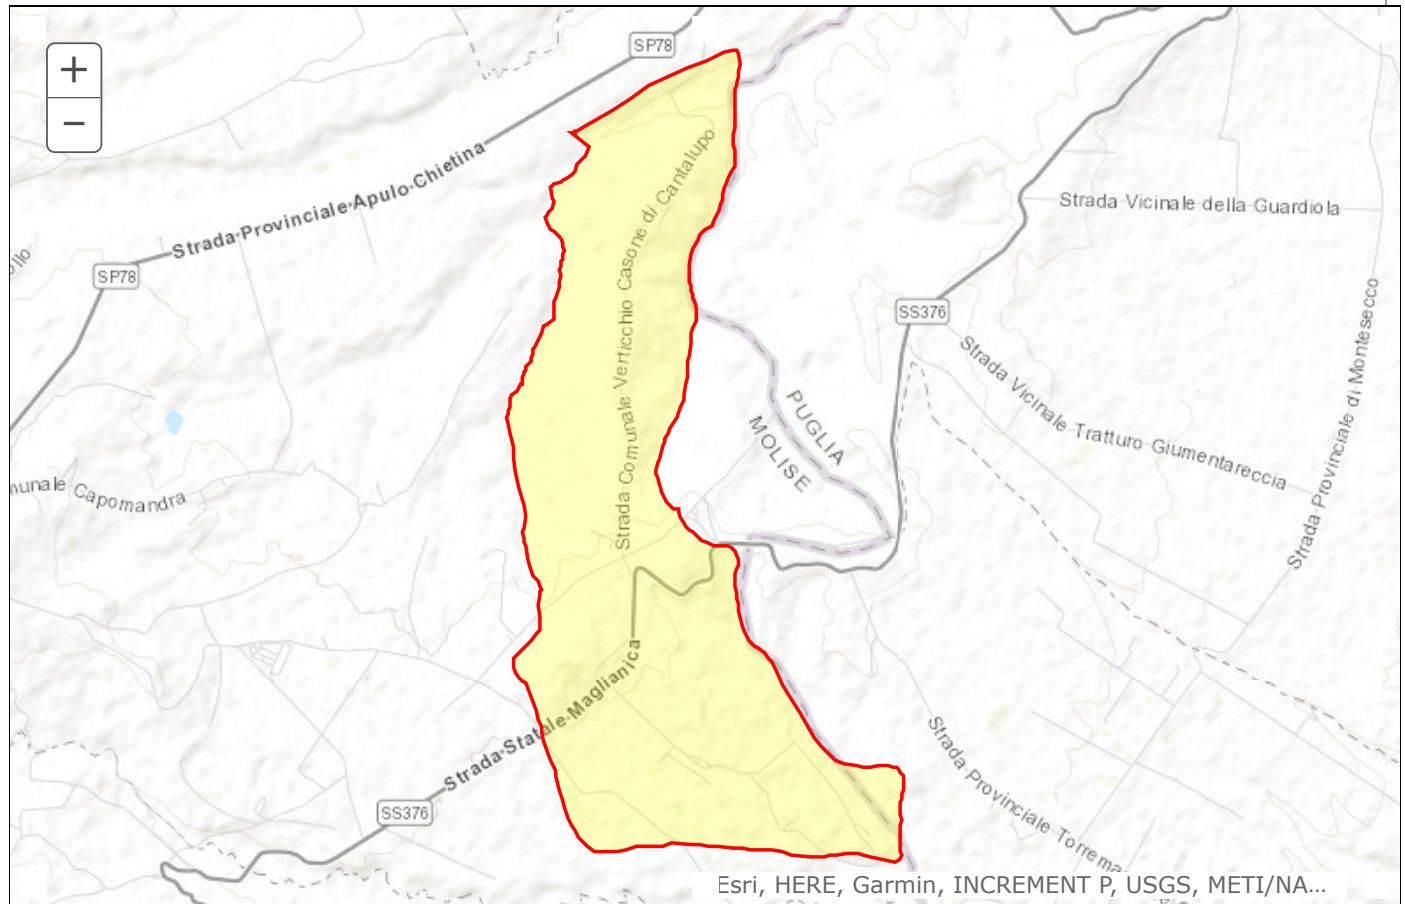 +
−
SP78
Strada Provinciale Apulo Chietina
SP78
Strada Comunale Verticchio Casone di Cantalupo
Strada Vicinale della Guardiola
SS376
Strada Vicinale Tratturo Giumentareccia
Strada Provinciale di Montesecco
PUGLIA
MOLISE
Capomandra
Strada Statale Maglianica
SS376
Strada Provinciale Torrema
Esri, HERE, Garmin, INCREMENT P, USGS, METI/NA...